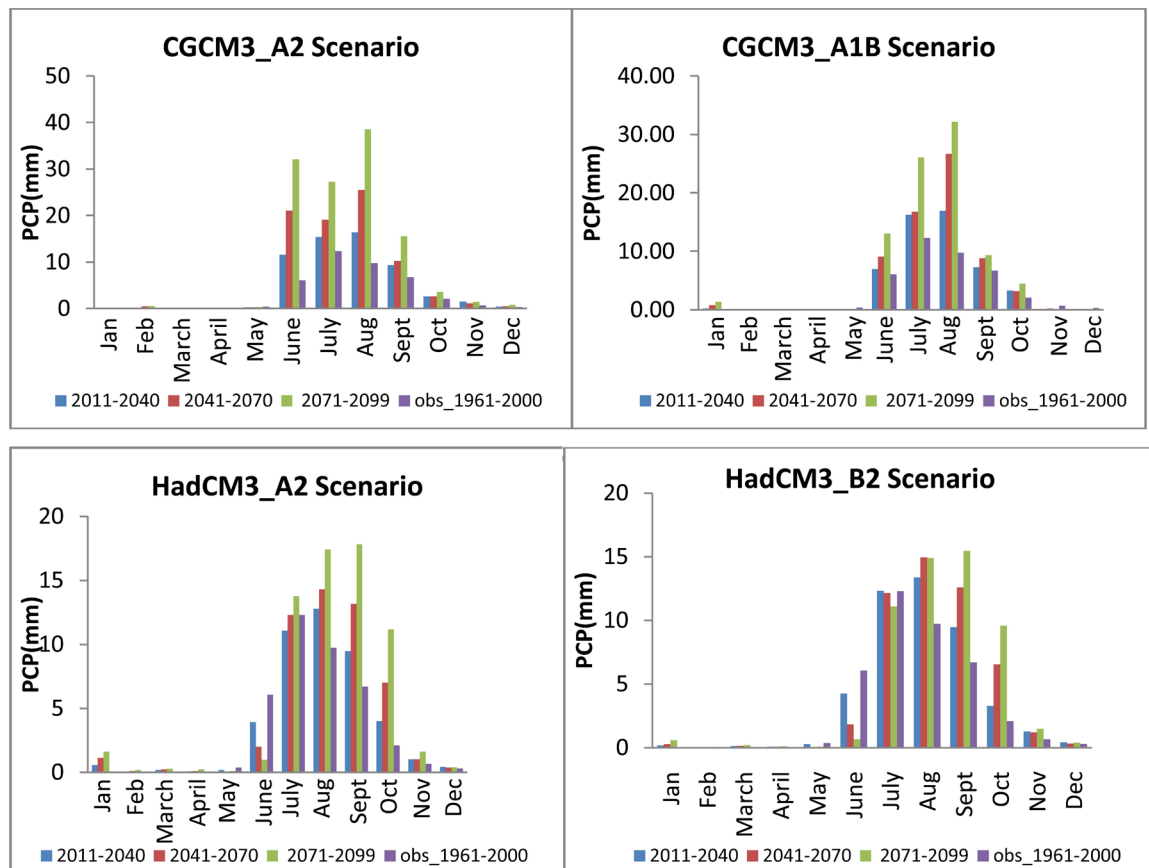 CGCM3_A2 Scenario
PCP(mm)
50
40
30
20
10
0
Jan
Feb
March
April
May
June
July
Aug
Sept
Oct
Nov
Dec
2011-2040 2041-2070 2071-2099 obs_1961-2000
CGCM3_A1B Scenario
PCP(mm)
40.00
30.00
20.00
10.00
0.00
Jan
Feb
March
April
May
June
July
Aug
Sept
Oct
Nov
Dec
2011-2040 2041-2070 2071-2099 obs_1961-2000
HadCM3_A2 Scenario
PCP(mm)
20
15
10
5
0
Jan
Feb
March
April
May
June
July
Aug
Sept
Oct
Nov
Dec
2011-2040 2041-2070 2071-2099 obs_1961-2000
HadCM3_B2 Scenario
PCP(mm)
20
15
10
5
0
Jan
Feb
March
April
May
June
July
Aug
Sept
Oct
Nov
Dec
2011-2040 2041-2070 2071-2099 obs_1961-2000